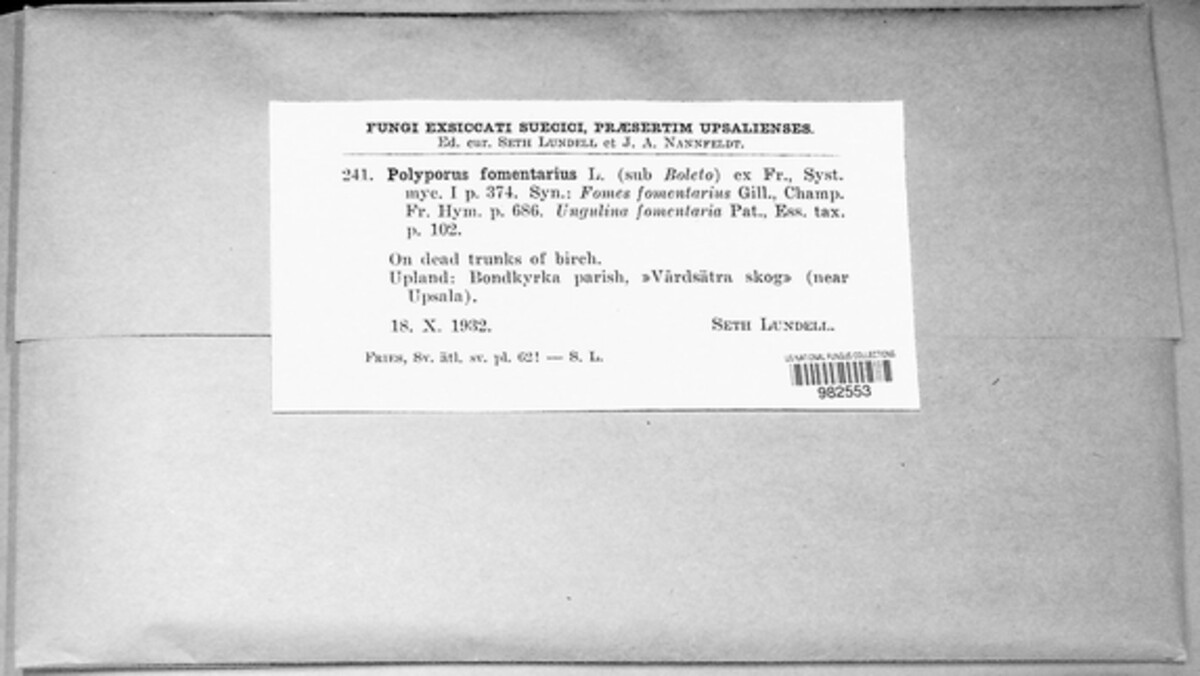 FUNGI EXSICCATI SUECICI, PRÆSERTIM UPSALIENSES.
Ed. cur. SETH LUNDELL et J. A. NANNFELDT.
241. Polyporus fomentarius L. (sub Boleto) ex Fr., Syst.
myc. I p. 374. Syn.: Fomes fomentarius Gill., Champ.
Fr. Hym. p. 686. Ungulina fomentaria Pat., Ess. tax.
p. 102.
On dead trunks of birch.
Upland: Bondkyrka parish, »Vårdsätra skog» (near
Upsala).
18. X. 1932. SETH LUNDELL.
FRIES, Sv. ätl. sv. pl. 62! — S. L.
US NATIONAL FUNGUS COLLECTIONS
982553